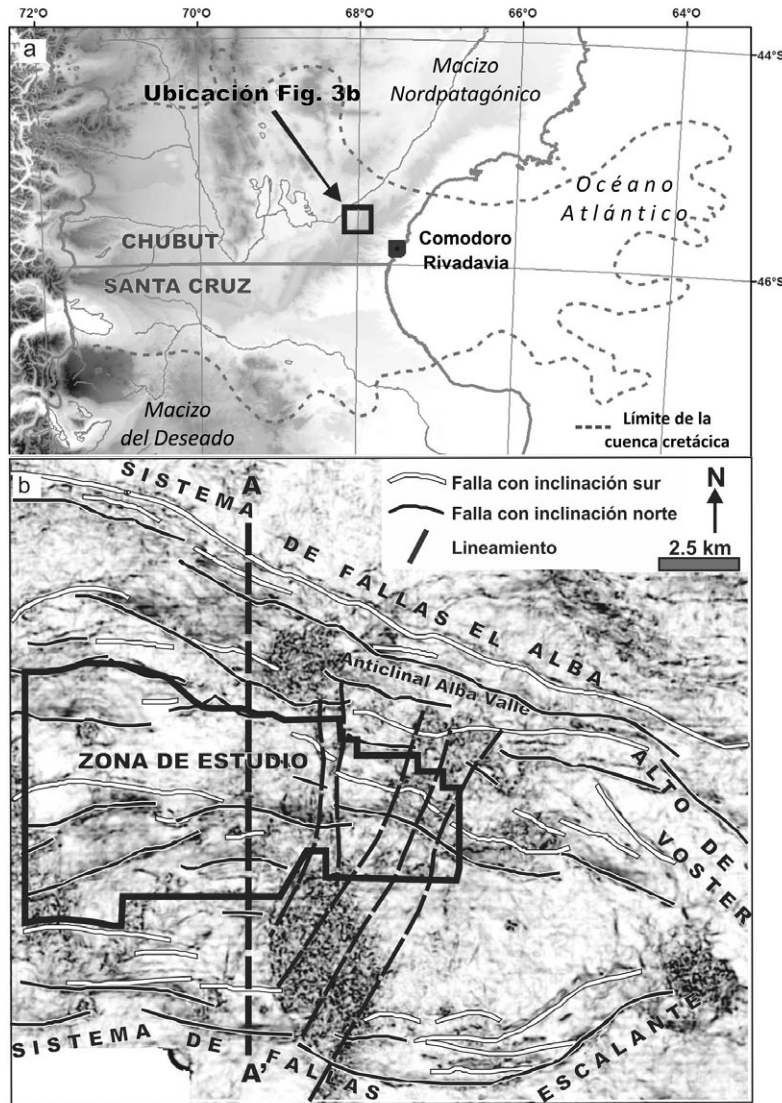 72°O
70°O
68°O
66°O
64°O
a
44°S
Macizo
Nordpatagónico
Ubicación Fig. 3b
Océano
Atlántico
CHUBUT
Comodoro
Rivadavia
SANTA CRUZ
46°S
Macizo
del Deseado
Límite de la
cuenca cretácica
b
SISTEMA DE FALLAS EL ALBA
A
Falla con inclinación sur
Falla con inclinación norte
Lineamiento
N
2.5 km
Anticlinal Alba Valle
ZONA DE ESTUDIO
ALTO DE VOSTER
SISTEMA DE FALLAS ESCALANTE
A'